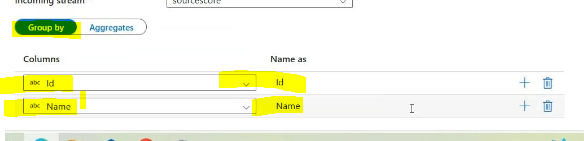 Incoming stream sourcescore
Group by Aggregates
Columns Name as
abc Id Id
abc Name Name